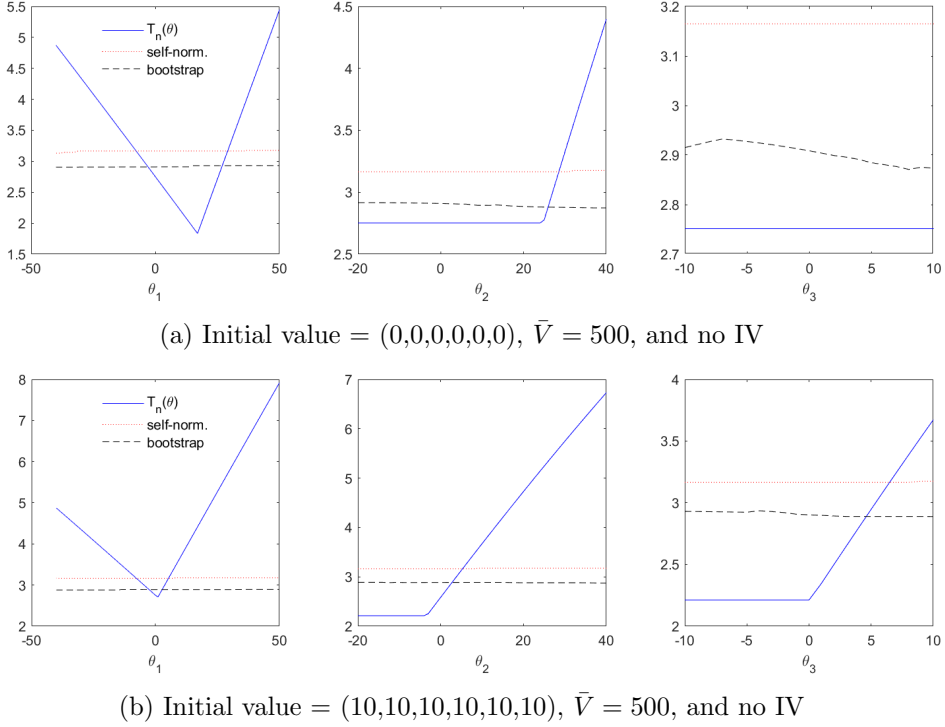 5.5
5
4.5
4
3.5
3
2.5
2
1.5
-50 0 50
θ1
T_n(θ)
self-norm.
bootstrap
4.5
4
3.5
3
2.5
-20 0 20 40
θ2
3.2
3.1
3
2.9
2.8
2.7
-10 -5 0 5 10
θ3
(a) Initial value = (0,0,0,0,0,0), V̄ = 500, and no IV
8
7
6
5
4
3
2
-50 0 50
θ1
T_n(θ)
self-norm.
bootstrap
7
6
5
4
3
2
-20 0 20 40
θ2
4
3.5
3
2.5
2
-10 -5 0 5 10
θ3
(b) Initial value = (10,10,10,10,10,10), V̄ = 500, and no IV